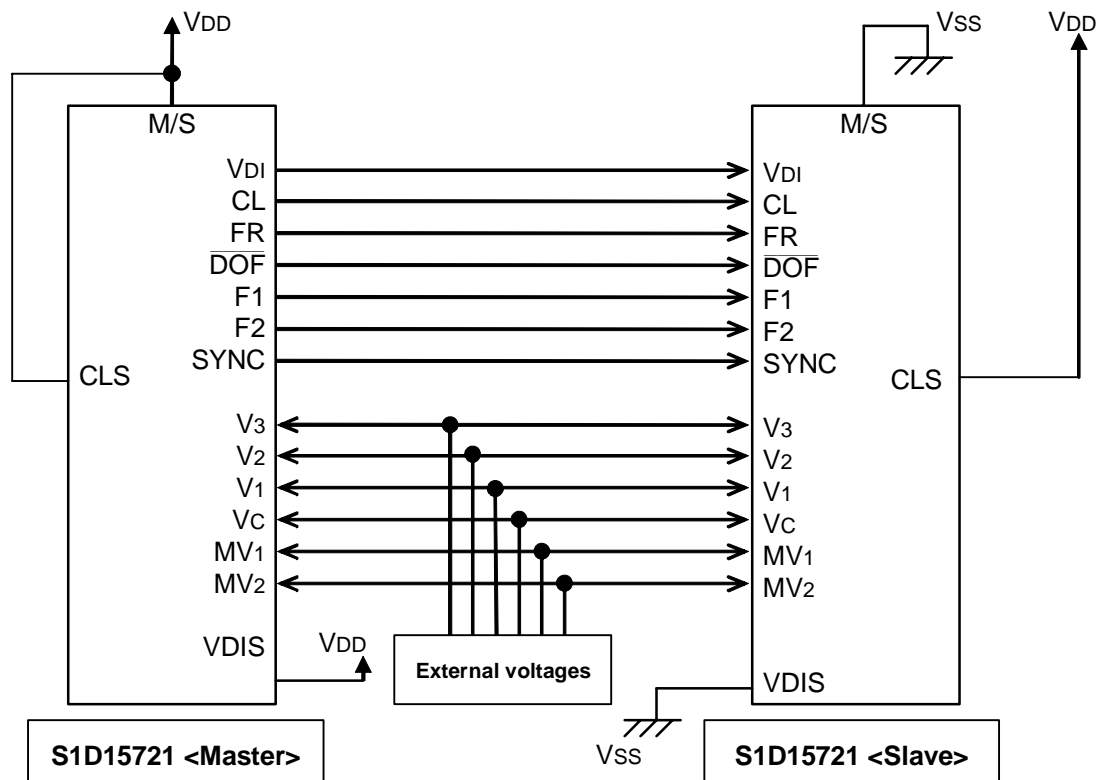 VDD
VSS
VDD
M/S
M/S
VDI
VDI
CL
CL
FR
FR
DOF
DOF
F1
F1
F2
F2
SYNC
SYNC
CLS
CLS
V3
V3
V2
V2
V1
V1
VC
VC
MV1
MV1
MV2
MV2
VDIS
VDD
External voltages
VDIS
VSS
S1D15721 <Master>
S1D15721 <Slave>